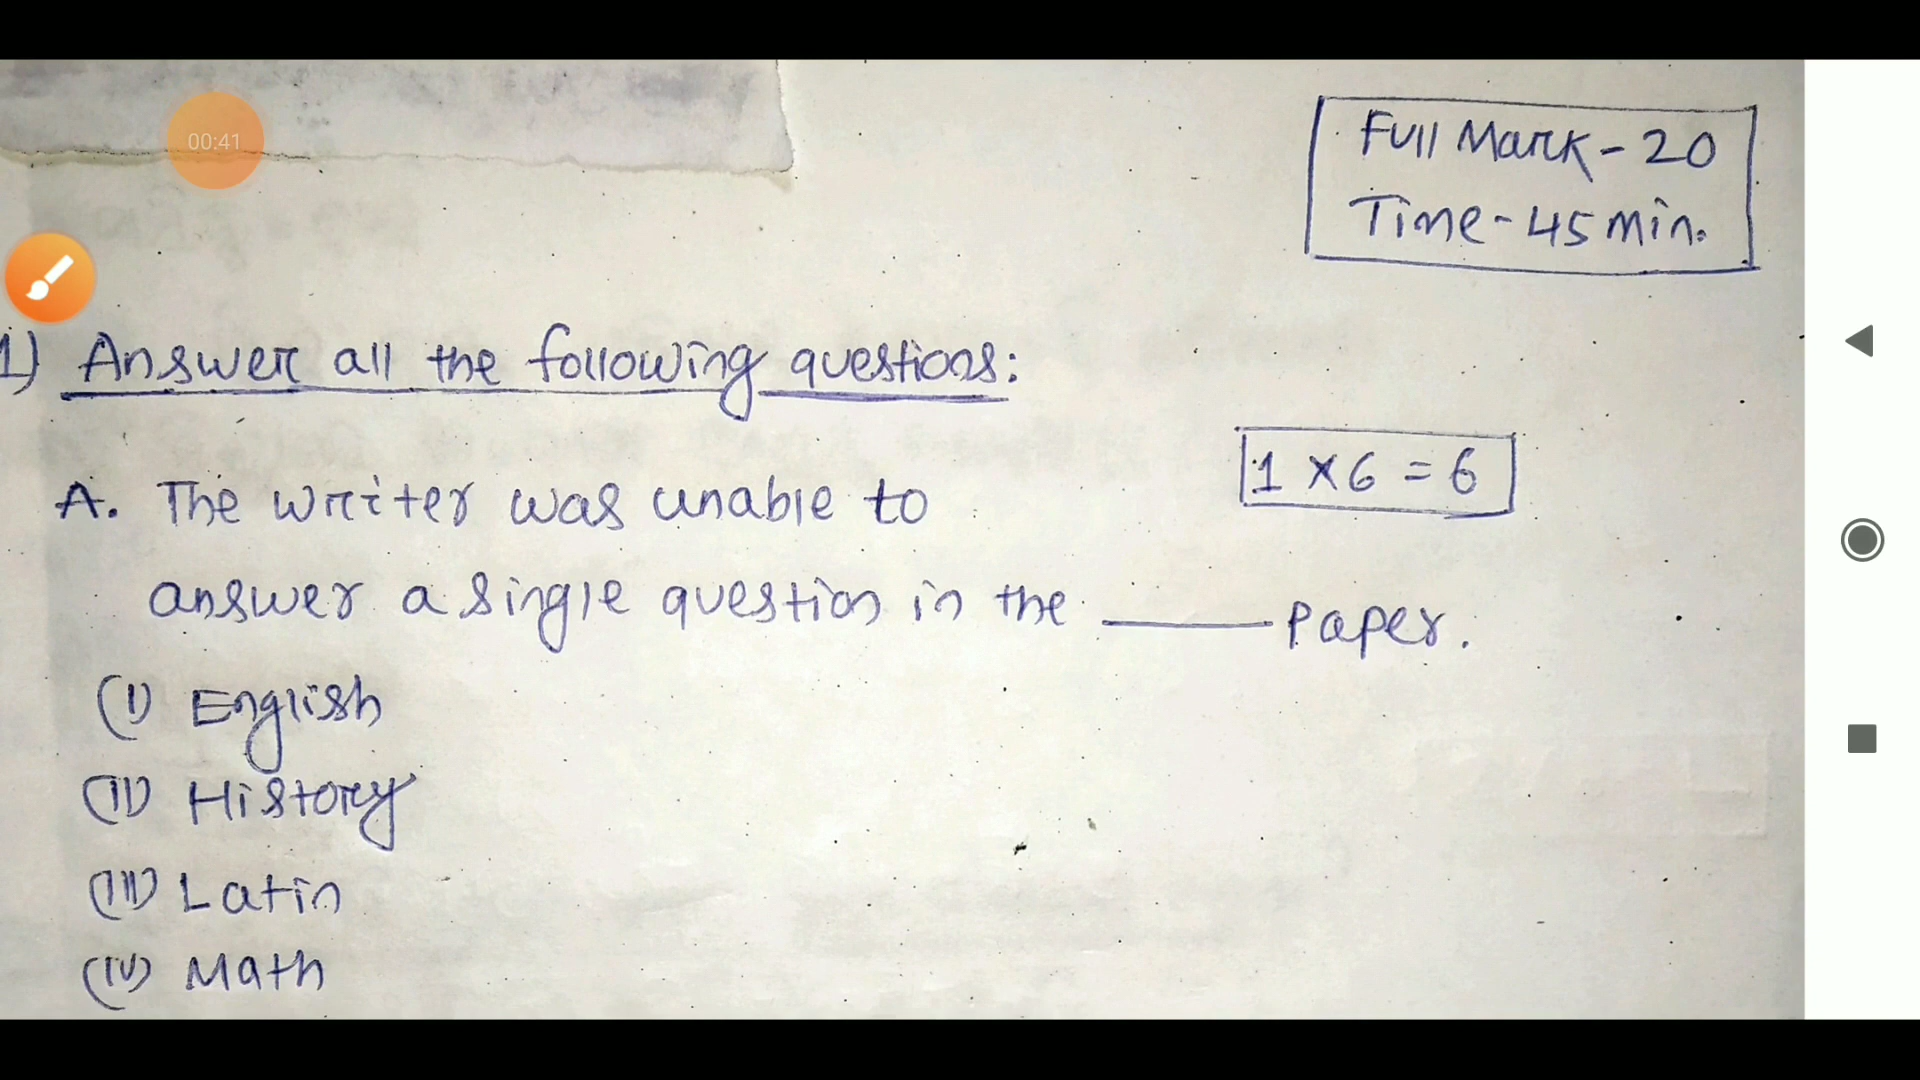 00:41
Full Mark - 20
Time - 45 min.
1) Answer all the following questions:
1 × 6 = 6
A. The writer was unable to
answer a single question in the ______ Paper.
(I) English
(II) History
(III) Latin
(IV) Math